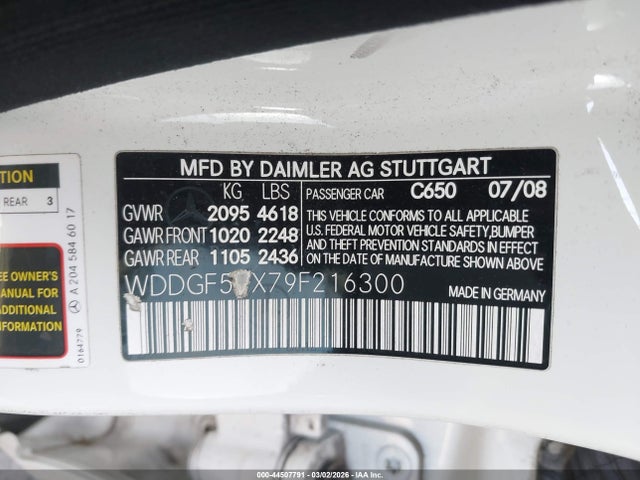 TION
REAR 3
EE OWNER'S
ANUAL FOR
NSTRUCTIONS
A 204 584 60 17
0164779
MFD BY DAIMLER AG STUTTGART
KG LBS
GVWR 2095 4618
GAWR FRONT 1020 2248
GAWR REAR 1105 2436
PASSENGER CAR C650 07/08
THIS VEHICLE CONFORMS TO ALL APPLICABLE
U.S. FEDERAL MOTOR VEHICLE SAFETY, BUMPER
AND THEFT PREVENTION STANDARDS IN EFFECT
ON THE DATE OF MANUFACTURE SHOWN ABOVE.
MADE IN GERMANY
000-44507791 | 03/02/2026 - IAA Inc.